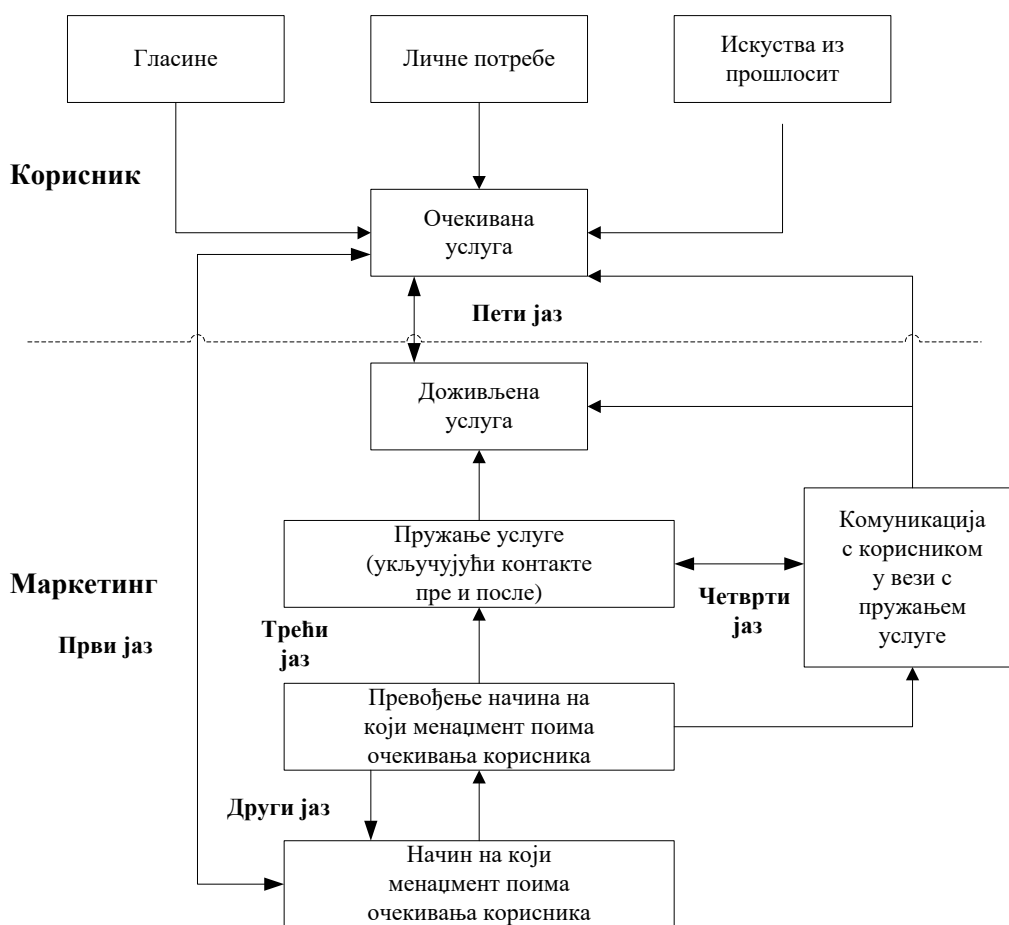 Гласине
Личне потребе
Искуства из
прошлосит
Корисник
Очекивана
услуга
Пети јаз
Доживљена
услуга
Пружање услуге
(укључујући контакте
пре и после)
Комуникација
с корисником
у вези с
пружањем
услуге
Маркетинг
Четврти
јаз
Први јаз
Трећи
јаз
Превођење начина на
који менаџмент поима
очекивања корисника
Други јаз
Начин на који
менаџмент поима
очекивања корисника